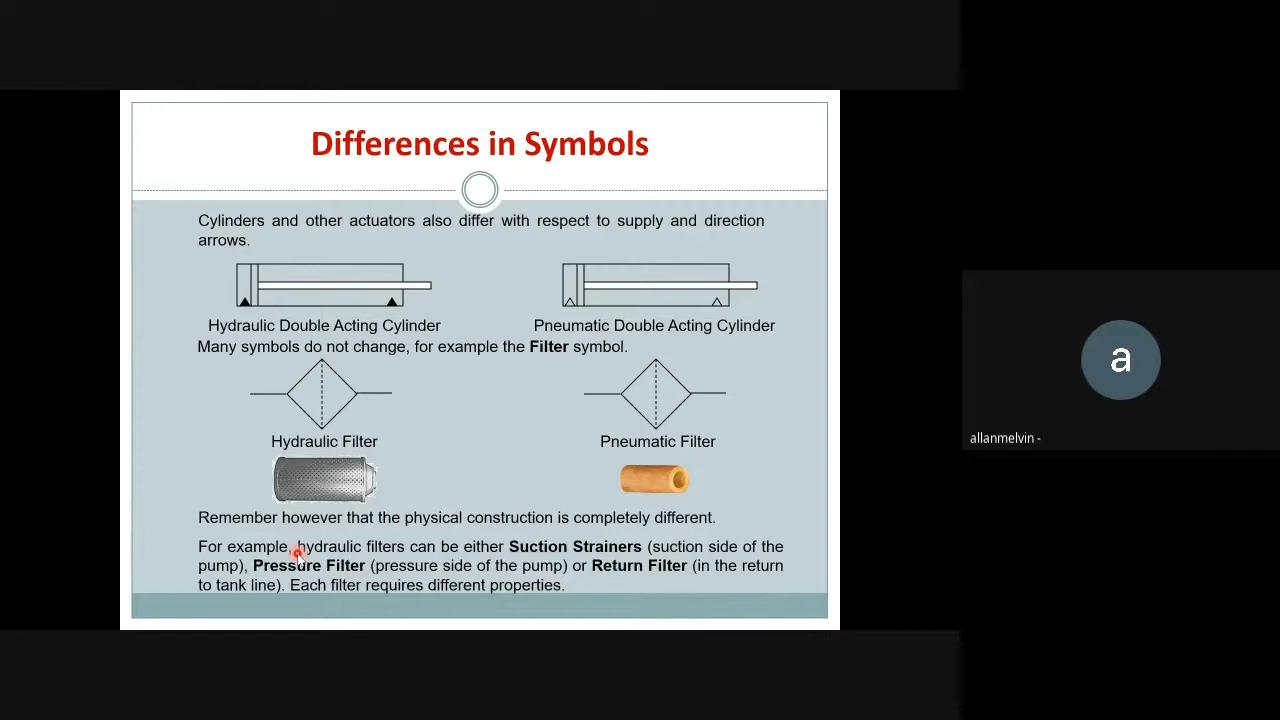 Differences in Symbols
Cylinders and other actuators also differ with respect to supply and direction
arrows.
Hydraulic Double Acting Cylinder
Pneumatic Double Acting Cylinder
Many symbols do not change, for example the Filter symbol.
Hydraulic Filter
Pneumatic Filter
Remember however that the physical construction is completely different.
For example, hydraulic filters can be either Suction Strainers (suction side of the
pump), Pressure Filter (pressure side of the pump) or Return Filter (in the return
to tank line). Each filter requires different properties.
a
allanmelvin -